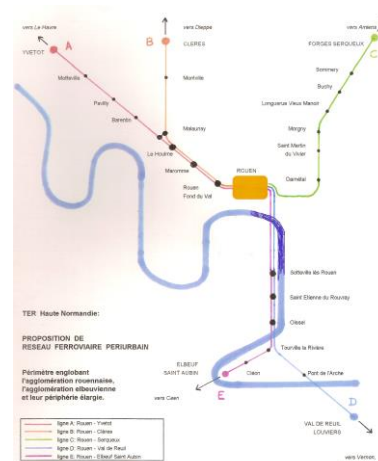 vers Le Havre
A
YVETOT
vers Dieppe
B
CLERES
vers Amiens
FORGES SERQUEUX
C
Motteville
Pavilly
Barentin
Monville
Malaunay
Le Houlme
Maromme
Rouen
Fond du Val
ROUEN
Sommery
Buchy
Longuerue Vieux Manoir
Morgny
Saint Martin
du Vivier
Darnétal
Sotteville lès Rouen
Saint Etienne du Rouvray
Oissel
Tourville la Rivière
ELBEUF
SAINT AUBIN
Cléon
E
vers Caen
Pont de l'Arche
D
VAL DE REUIL
LOUVIERS
vers Vernon,
TER Haute Normandie:
PROPOSITION DE
RESEAU FERROVIAIRE PERIURBAIN
Périmètre englobant
l'agglomération rouennaise,
l'agglomération elbeuvienne
et leur périphérie élargie.
ligne A: Rouen - Yvetot
ligne B: Rouen - Clères
ligne C: Rouen - Serqueux
ligne D: Rouen - Val de Reuil
ligne E: Rouen - Elbeuf Saint Aubin